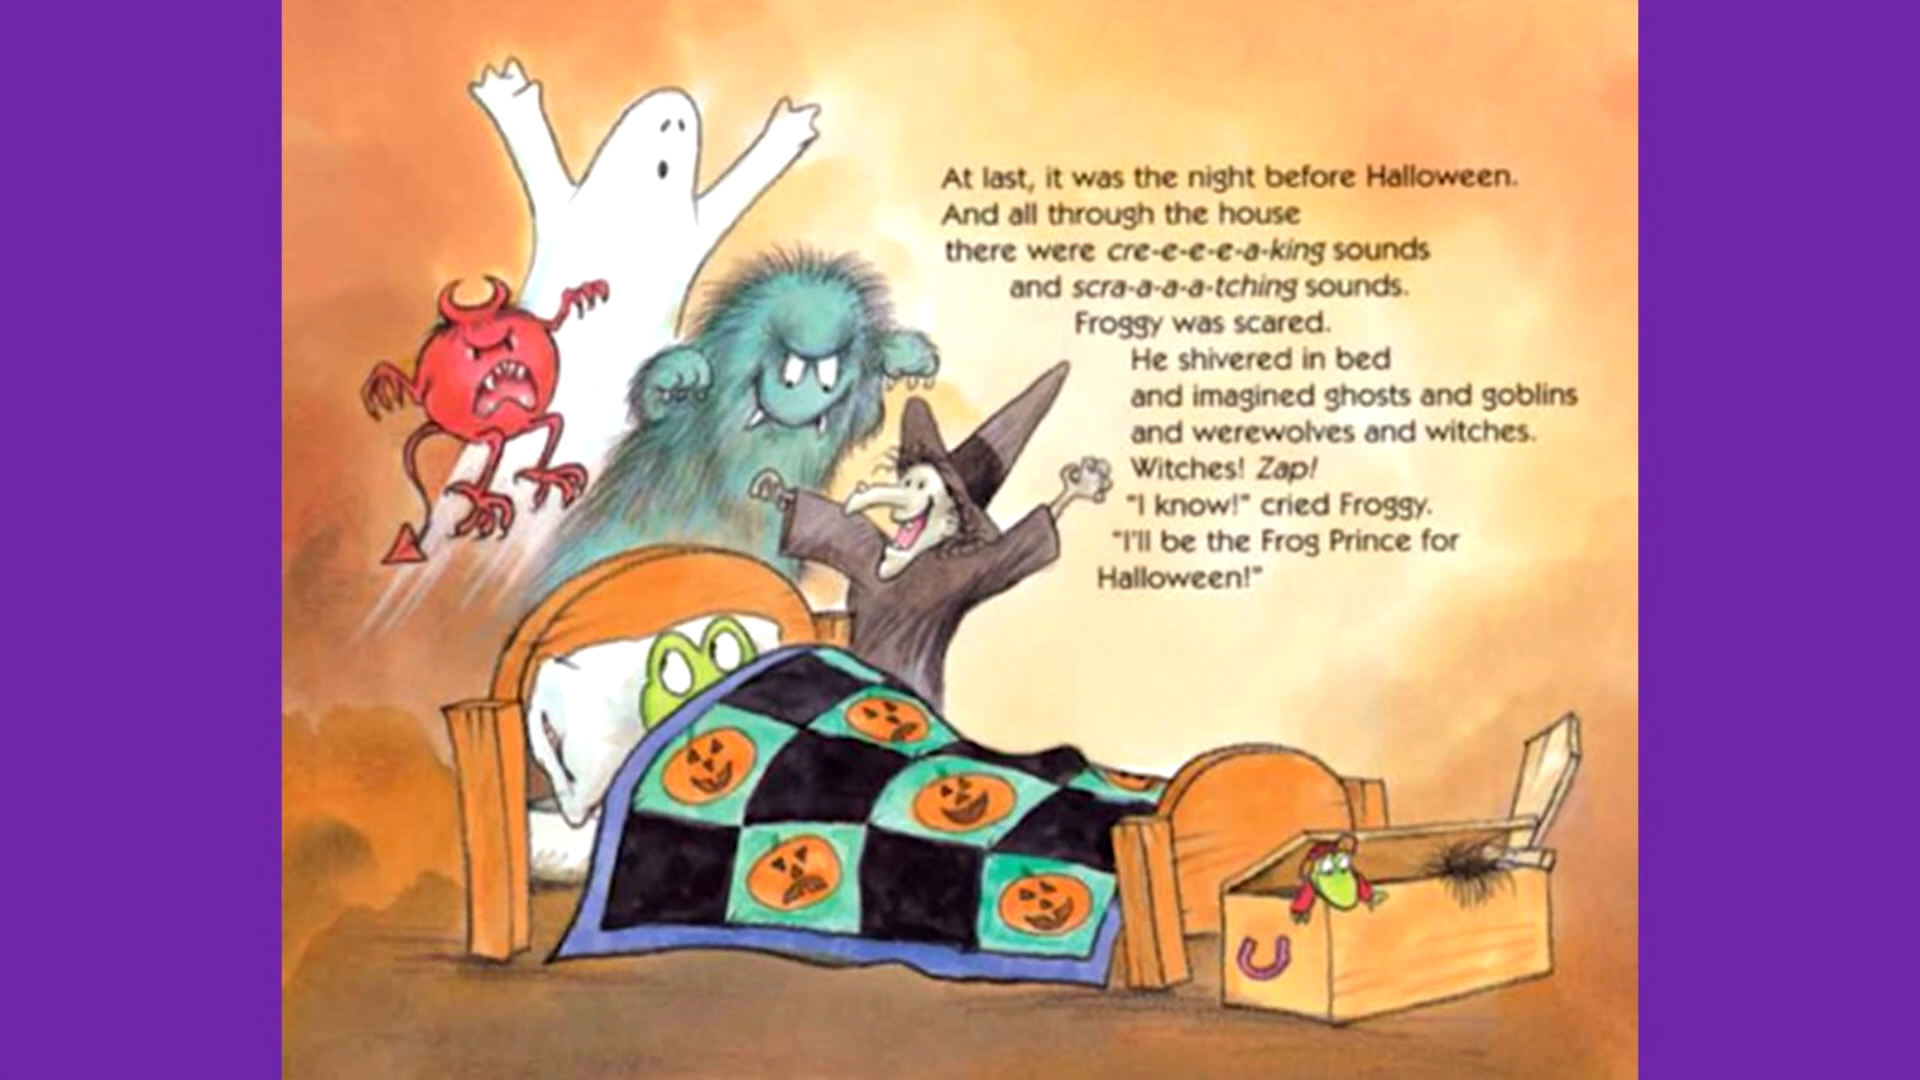 At last, it was the night before Halloween.
And all through the house
there were cre-e-e-e-a-king sounds
and scra-a-a-a-tching sounds.
Froggy was scared.
He shivered in bed
and imagined ghosts and goblins
and werewolves and witches.
Witches! Zap!
"I know!" cried Froggy.
"I'll be the Frog Prince for
Halloween!"